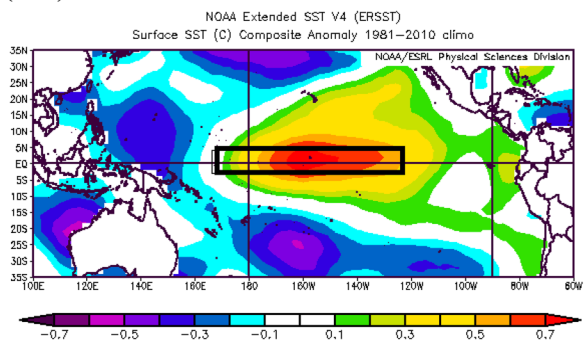 NOAA Extended SST V4 (ERSST)
Surface SST (C) Composite Anomaly 1981-2010 climo
NOAA/ESRL Physical Sciences Division
35N
30N
25N
20N
15N
10N
5N
EQ
5S
10S
15S
20S
25S
30S
35S
100E 120E 140E 160E 180 160W 140W 120W 100W 80W 60W
-0.7 -0.5 -0.3 -0.1 0.1 0.3 0.5 0.7